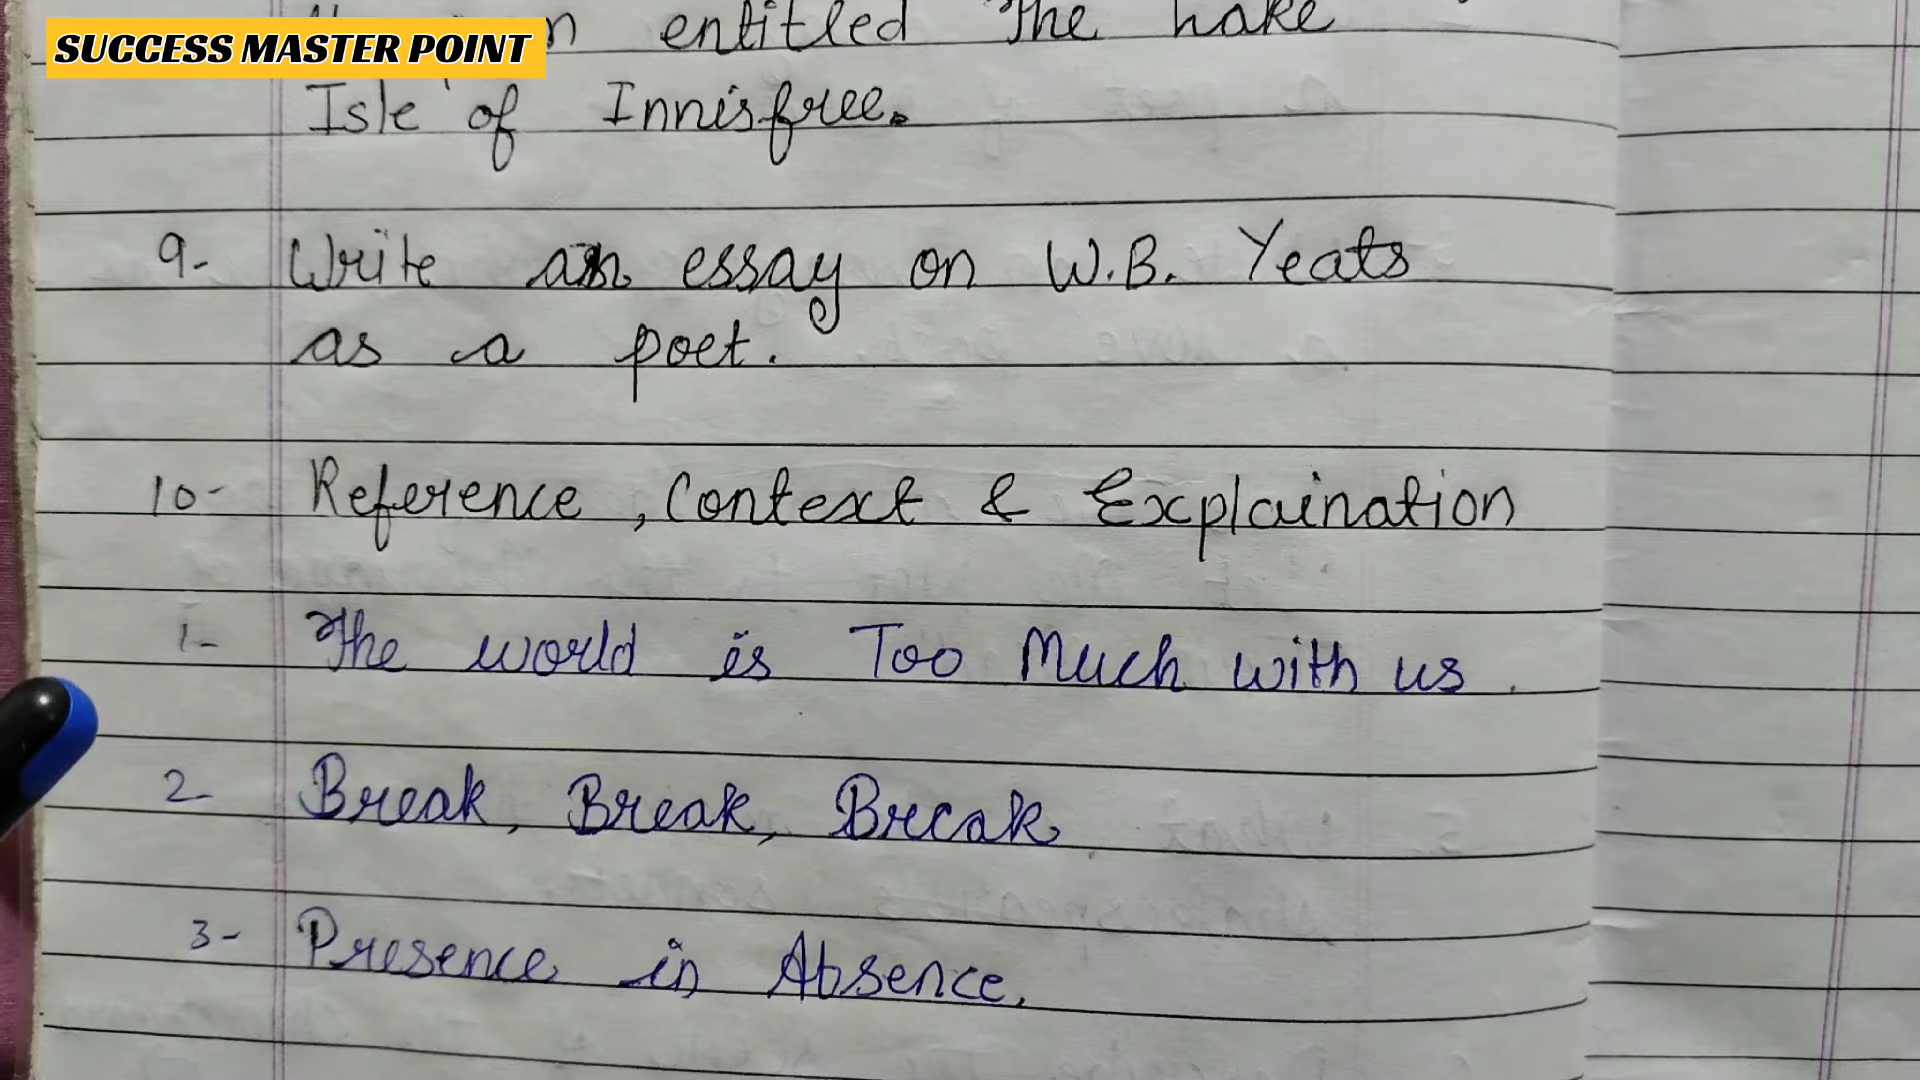 SUCCESS MASTER POINT
entitled The hake
Isle of Innisfree.
9- Write an essay on W.B. Yeats
as a poet.
10- Reference, Context & Explaination
1- The world is Too Much with us.
2 Break, Break, Break,
3- Presence in Absence.